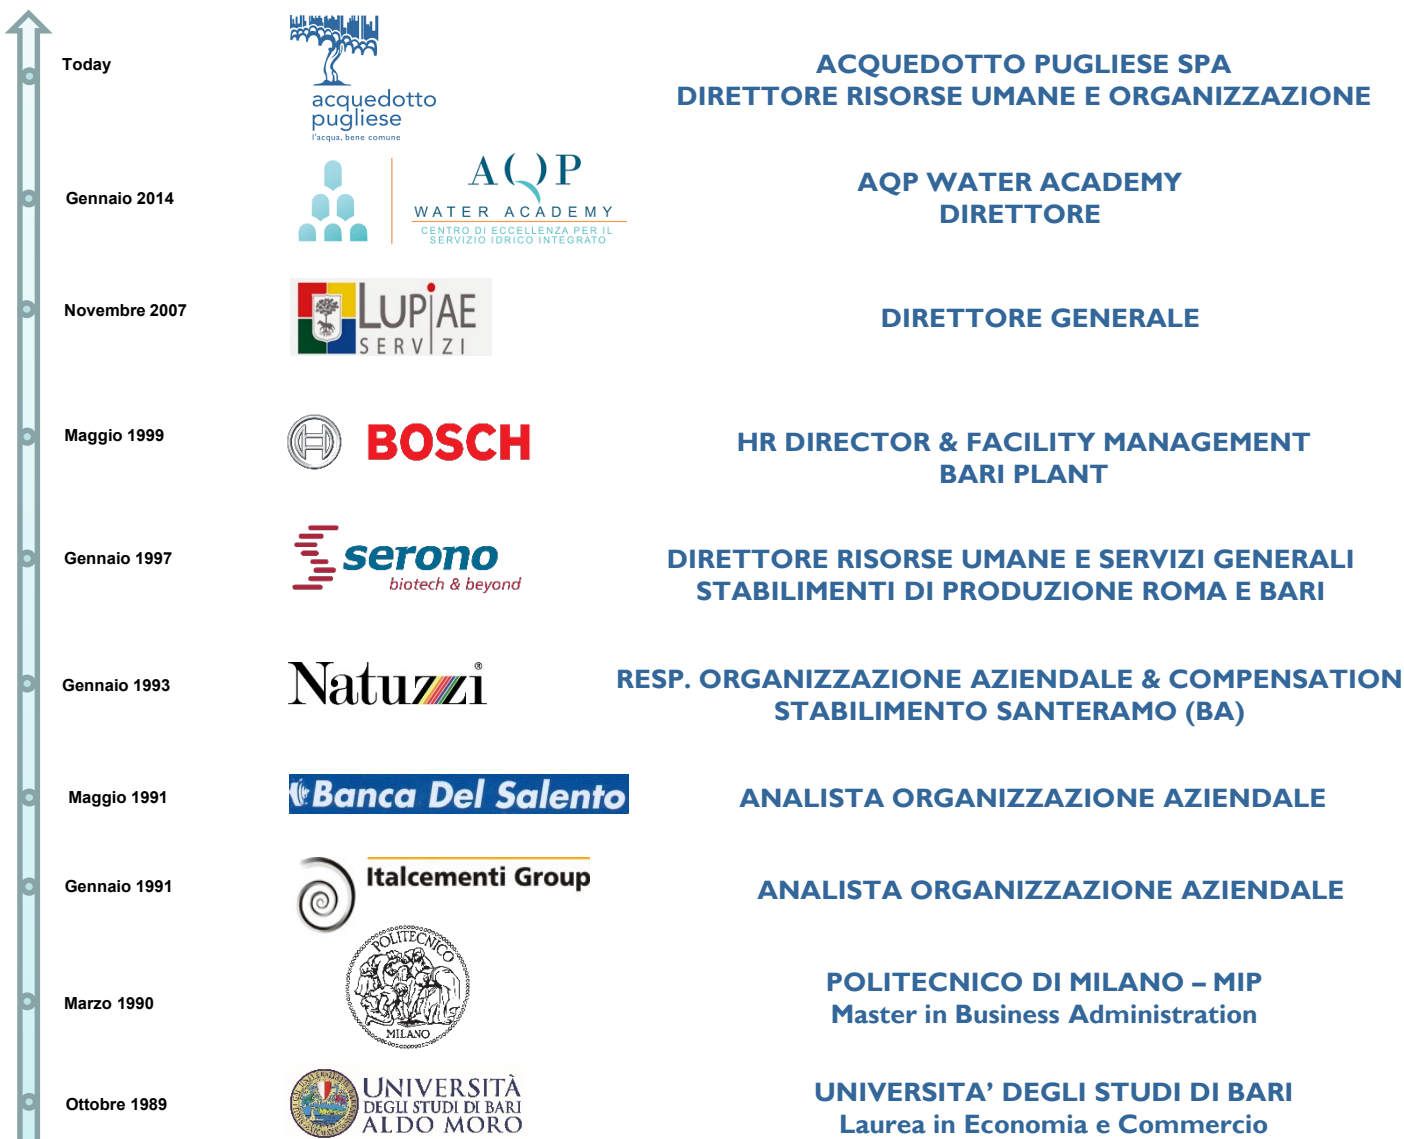 Today
acquedotto
pugliese
l'acqua, bene comune
ACQUEDOTTO PUGLIESE SPA
DIRETTORE RISORSE UMANE E ORGANIZZAZIONE
Gennaio 2014
AQP
WATER ACADEMY
CENTRO DI ECCELLENZA PER IL
SERVIZIO IDRICO INTEGRATO
AQP WATER ACADEMY
DIRETTORE
Novembre 2007
LUPIAE
SERVIZI
DIRETTORE GENERALE
Maggio 1999
BOSCH
HR DIRECTOR & FACILITY MANAGEMENT
BARI PLANT
Gennaio 1997
serono
biotech & beyond
DIRETTORE RISORSE UMANE E SERVIZI GENERALI
STABILIMENTI DI PRODUZIONE ROMA E BARI
Gennaio 1993
Natuzzi®
RESP. ORGANIZZAZIONE AZIENDALE & COMPENSATION
STABILIMENTO SANTERAMO (BA)
Maggio 1991
Banca Del Salento
ANALISTA ORGANIZZAZIONE AZIENDALE
Gennaio 1991
Italcementi Group
ANALISTA ORGANIZZAZIONE AZIENDALE
Marzo 1990
POLITECNICO
MILANO
POLITECNICO DI MILANO – MIP
Master in Business Administration
Ottobre 1989
UNIVERSITÀ
DEGLI STUDI DI BARI
ALDO MORO
UNIVERSITA’ DEGLI STUDI DI BARI
Laurea in Economia e Commercio